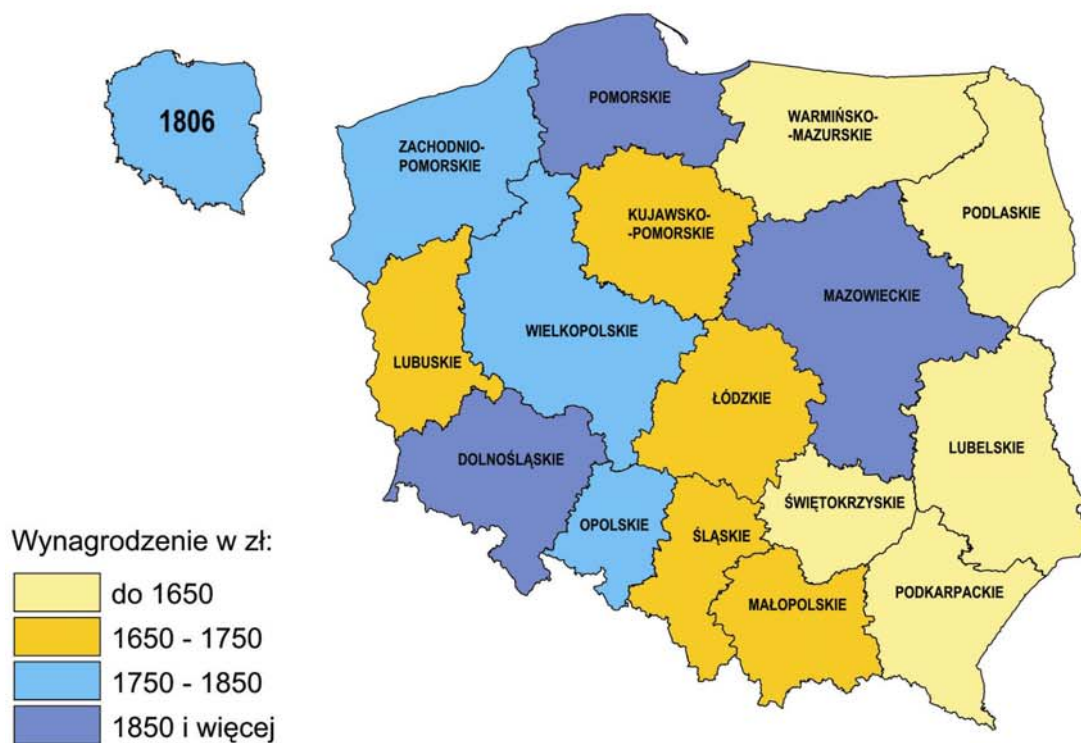 1806
POMORSKIE
ZACHODNIO-
POMORSKIE
WARMIŃSKO-
MAZURSKIE
KUJAWSKO-
-POMORSKIE
PODLASKIE
MAZOWIECKIE
WIELKOPOLSKIE
LUBUSKIE
ŁÓDZKIE
DOLNOŚLĄSKIE
LUBELSKIE
ŚWIĘTOKRZYSKIE
OPOLSKIE
ŚLĄSKIE
MAŁOPOLSKIE
PODKARPACKIE
Wynagrodzenie w zł:
do 1650
1650 - 1750
1750 - 1850
1850 i więcej